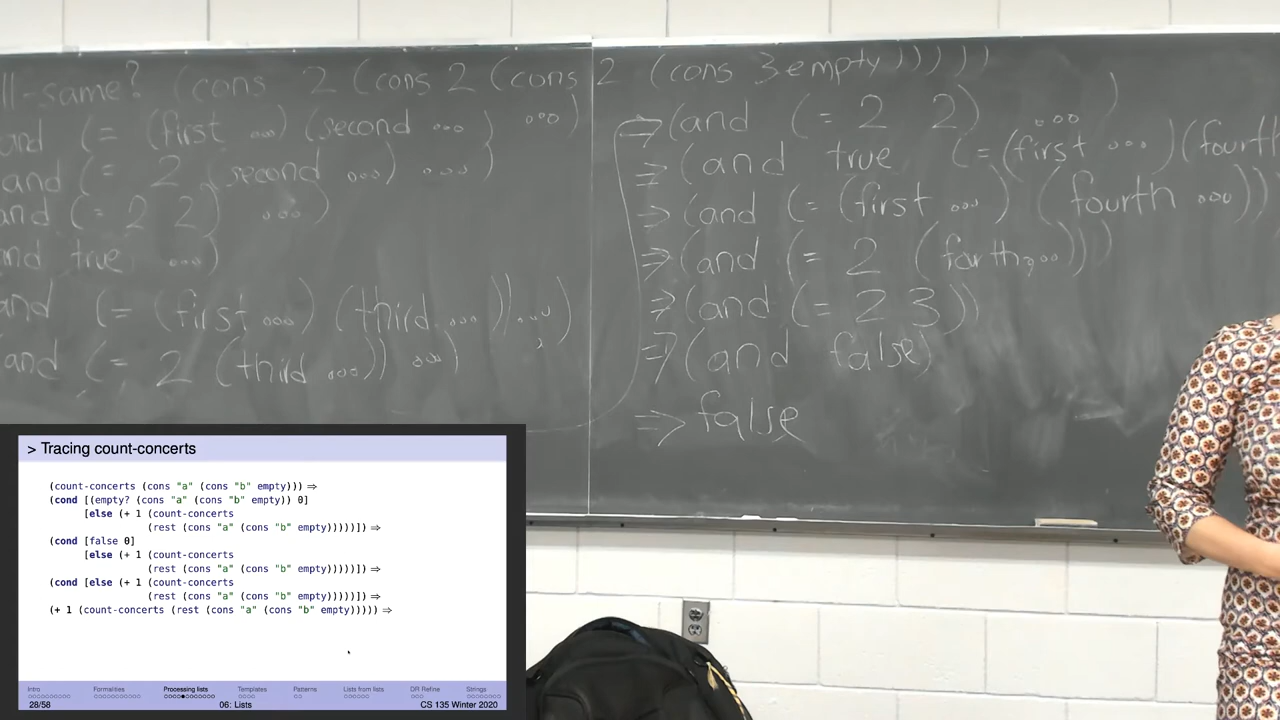 ll-same? (cons 2 (cons 2 (cons 2 (cons 3 empty)))))
and (= (first ...) (second ...) ...)
and (= 2 (second ...) ...)
and (= 2 2) ...)
and true ...)
and (= (first ...) (third ...)) ...)
and (= 2 (third ...)) ...)
⇒ (and (= 2 2) ... )
⇒ (and true (= (first ...) (fourth
⇒ (and (= (first ...) (fourth ...))
⇒ (and (= 2 (forth ...)))
⇒ (and (= 2 3))
⇒ (and false)
⇒ false
> Tracing count-concerts
(count-concerts (cons "a" (cons "b" empty))) ⇒
(cond [(empty? (cons "a" (cons "b" empty)) 0]
[else (+ 1 (count-concerts
(rest (cons "a" (cons "b" empty)))))]) ⇒
(cond [false 0]
[else (+ 1 (count-concerts
(rest (cons "a" (cons "b" empty)))))]) ⇒
(cond [else (+ 1 (count-concerts
(rest (cons "a" (cons "b" empty)))))]) ⇒
(+ 1 (count-concerts (rest (cons "a" (cons "b" empty))))) ⇒
Intro Formalities Processing lists Templates Patterns Lists from lists DR Refine Strings
28/58 06: Lists CS 135 Winter 2020